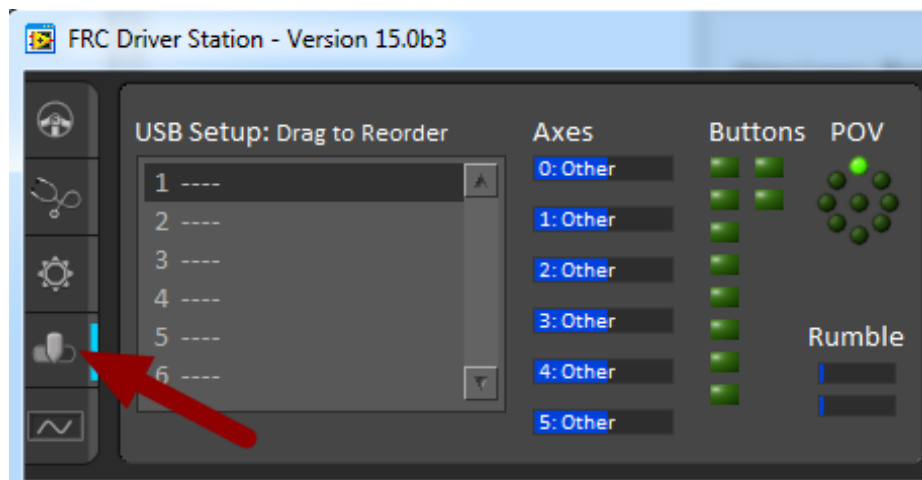 FRC Driver Station - Version 15.0b3
USB Setup: Drag to Reorder
Axes
Buttons
POV
1 ----
2 ----
3 ----
4 ----
5 ----
6 ----
0: Other
1: Other
2: Other
3: Other
4: Other
5: Other
Rumble